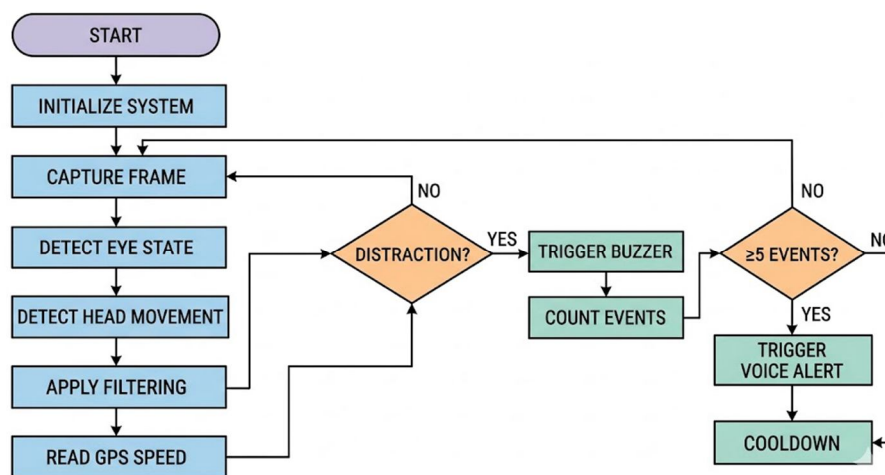 START
INITIALIZE SYSTEM
CAPTURE FRAME
DETECT EYE STATE
DETECT HEAD MOVEMENT
APPLY FILTERING
READ GPS SPEED
NO
DISTRACTION?
YES
TRIGGER BUZZER
COUNT EVENTS
NO
≥5 EVENTS?
NO
YES
TRIGGER
VOICE ALERT
COOLDOWN